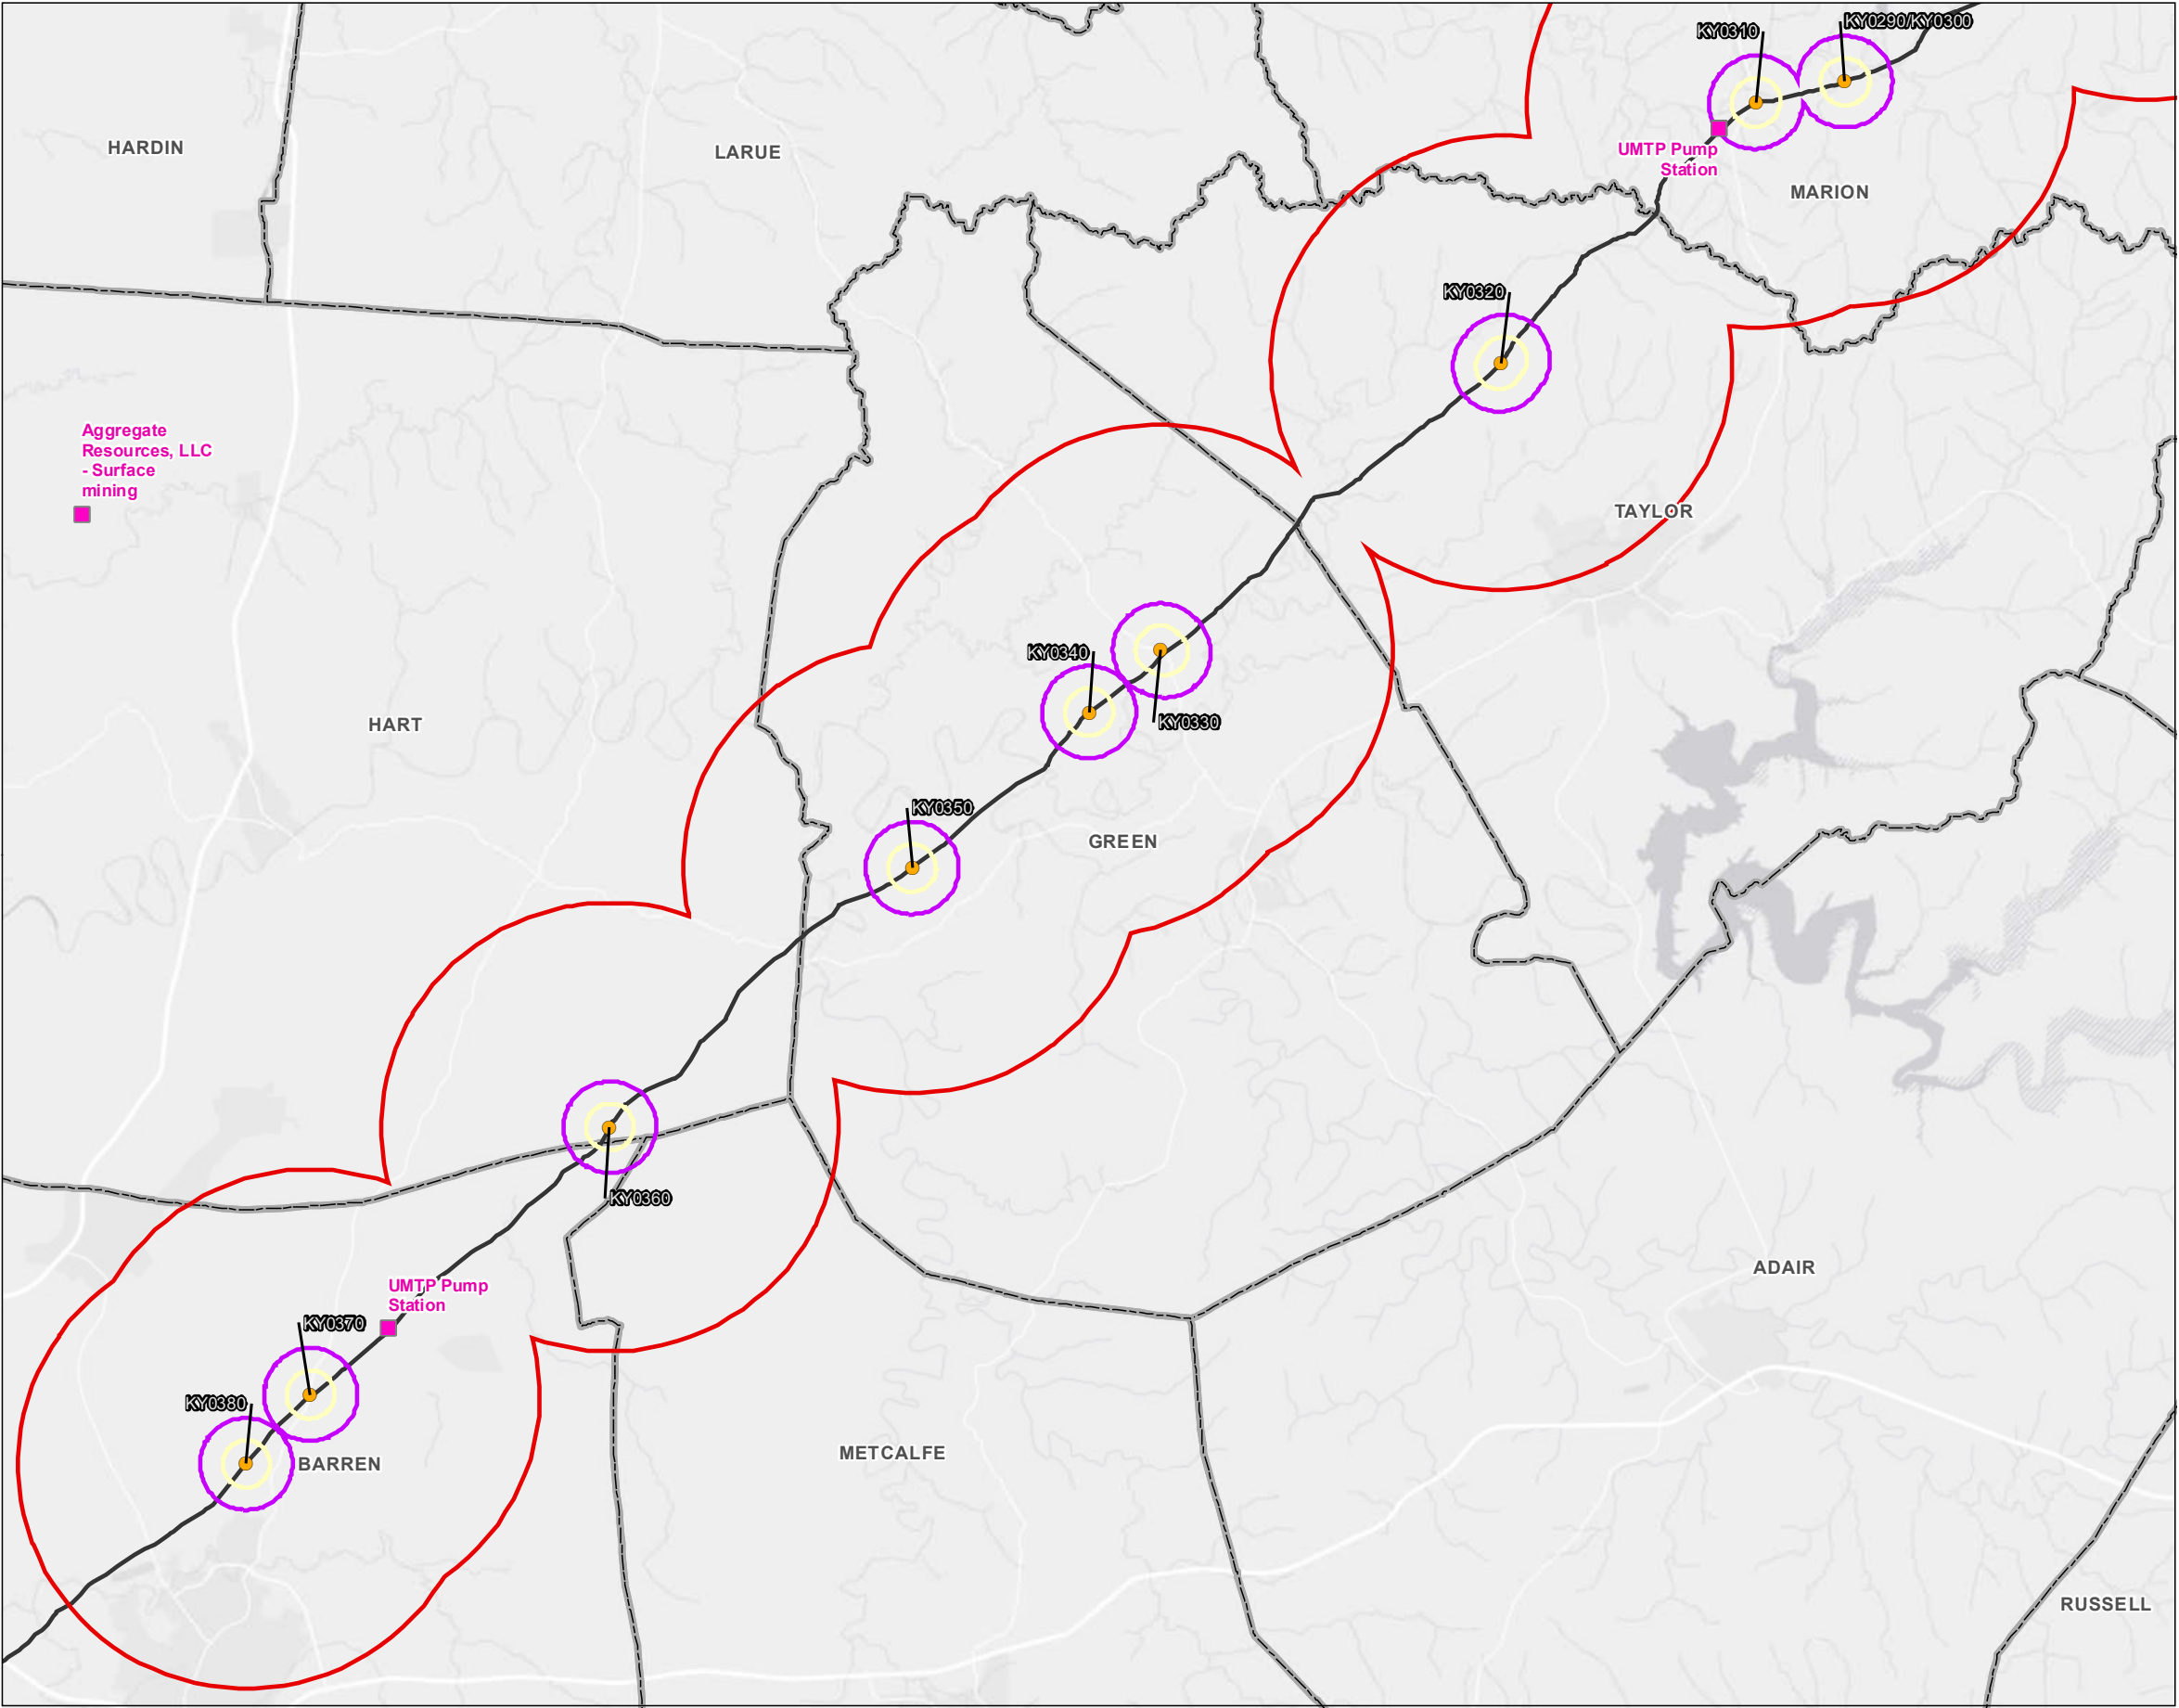 KY0290/KY0300
KY0310
HARDIN
LARUE
UMTP Pump
Station
MARION
KY0320
Aggregate
Resources, LLC
- Surface
mining
TAYLOR
KY0340
KY0330
HART
KY0350
GREEN
KY0360
ADAIR
UMTP Pump
Station
KY0370
KY0380
METCALFE
BARREN
RUSSELL